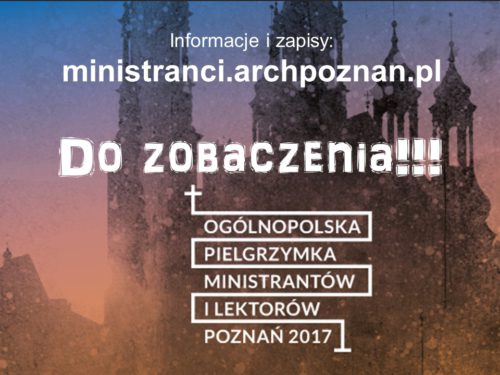 Informacje i zapisy:
ministranci.archpoznan.pl
Do zobaczenia!!!
OGÓLNOPOLSKA
PIELGRZYMKA
MINISTRANTÓW
I LEKTORÓW
POZNAŃ 2017